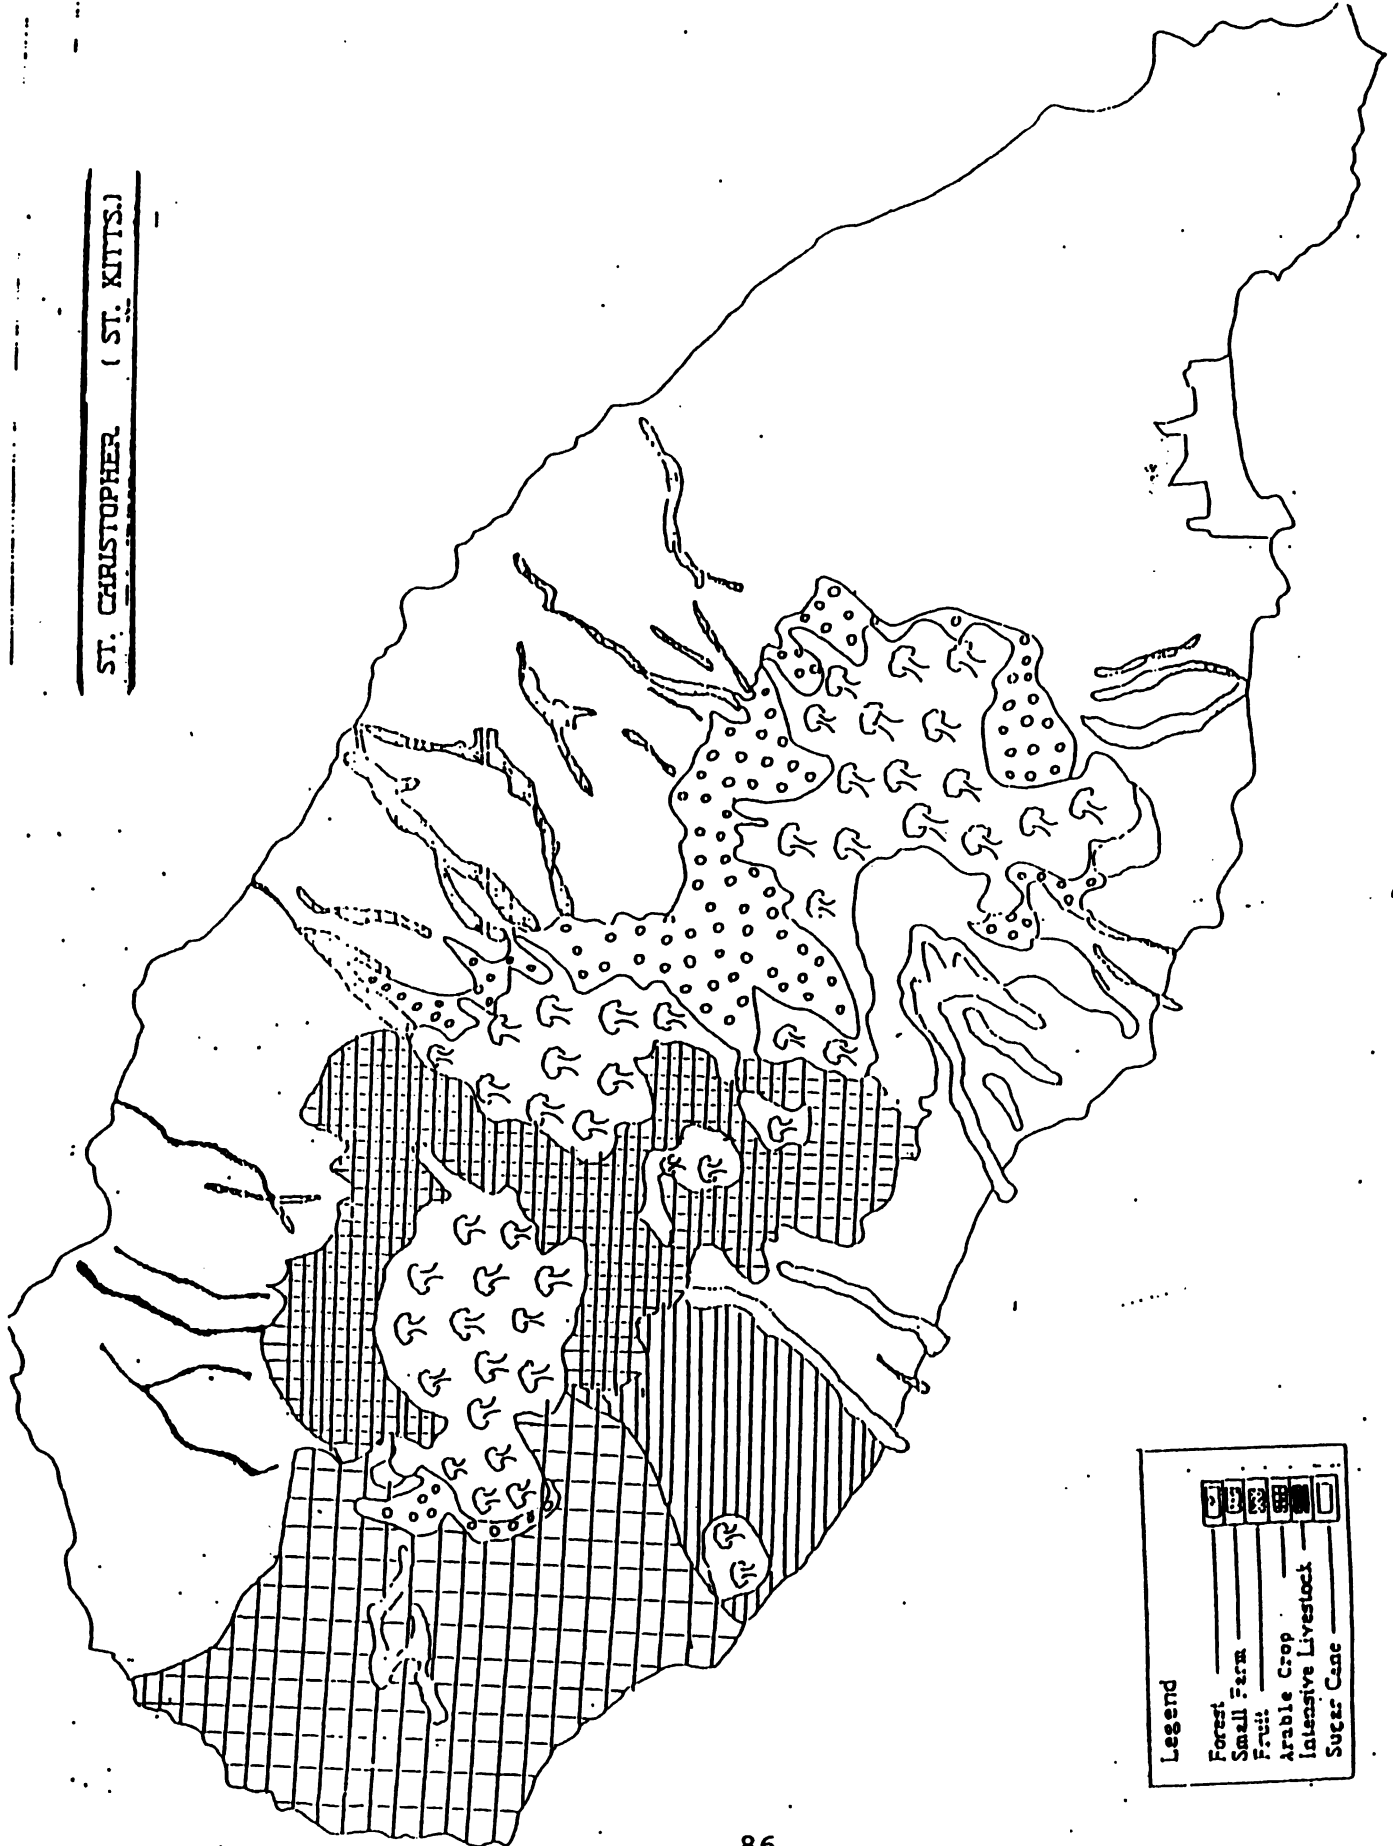 ST. CHRISTOPHER ( ST. KITTS.)
Legend
Forest
Small Farm
Fruit
Arable Crop
Intensive Livestock
Sugar Cane
86